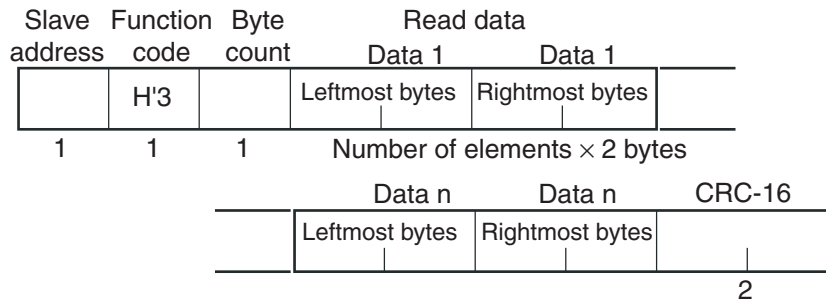 Slave Function Byte Read data
address code count Data 1 Data 1
H'3 Leftmost bytes Rightmost bytes
1 1 1 Number of elements × 2 bytes
Data n Data n CRC-16
Leftmost bytes Rightmost bytes
2